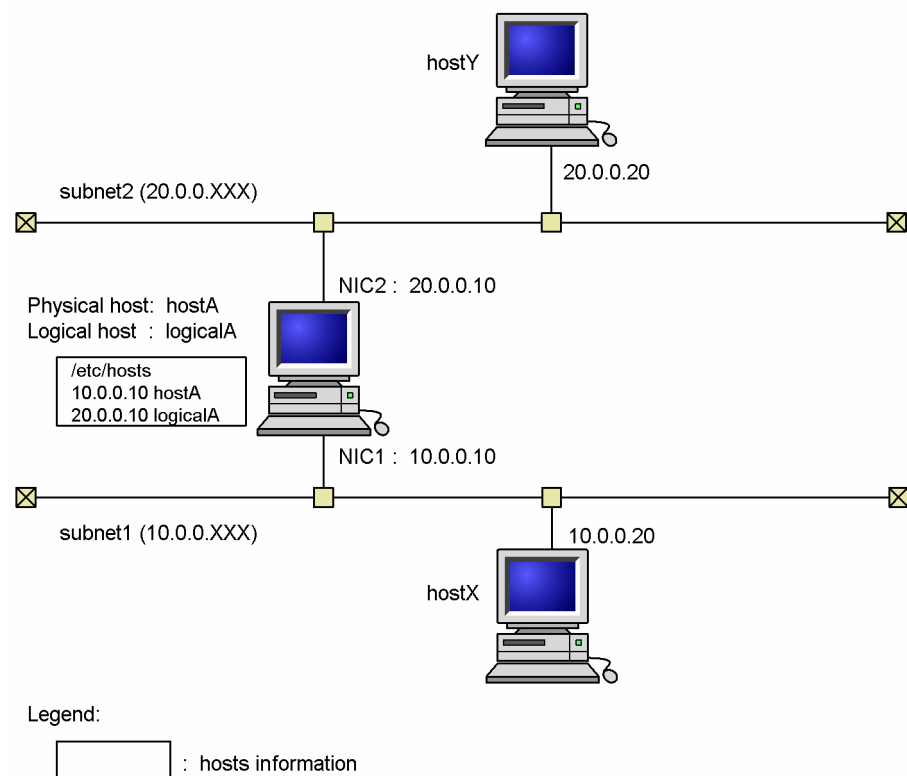 hostY
20.0.0.20
subnet2 (20.0.0.XXX)
NIC2 : 20.0.0.10
Physical host: hostA
Logical host : logicalA
/etc/hosts
10.0.0.10 hostA
20.0.0.10 logicalA
NIC1 : 10.0.0.10
subnet1 (10.0.0.XXX)
10.0.0.20
hostX
Legend:
: hosts information